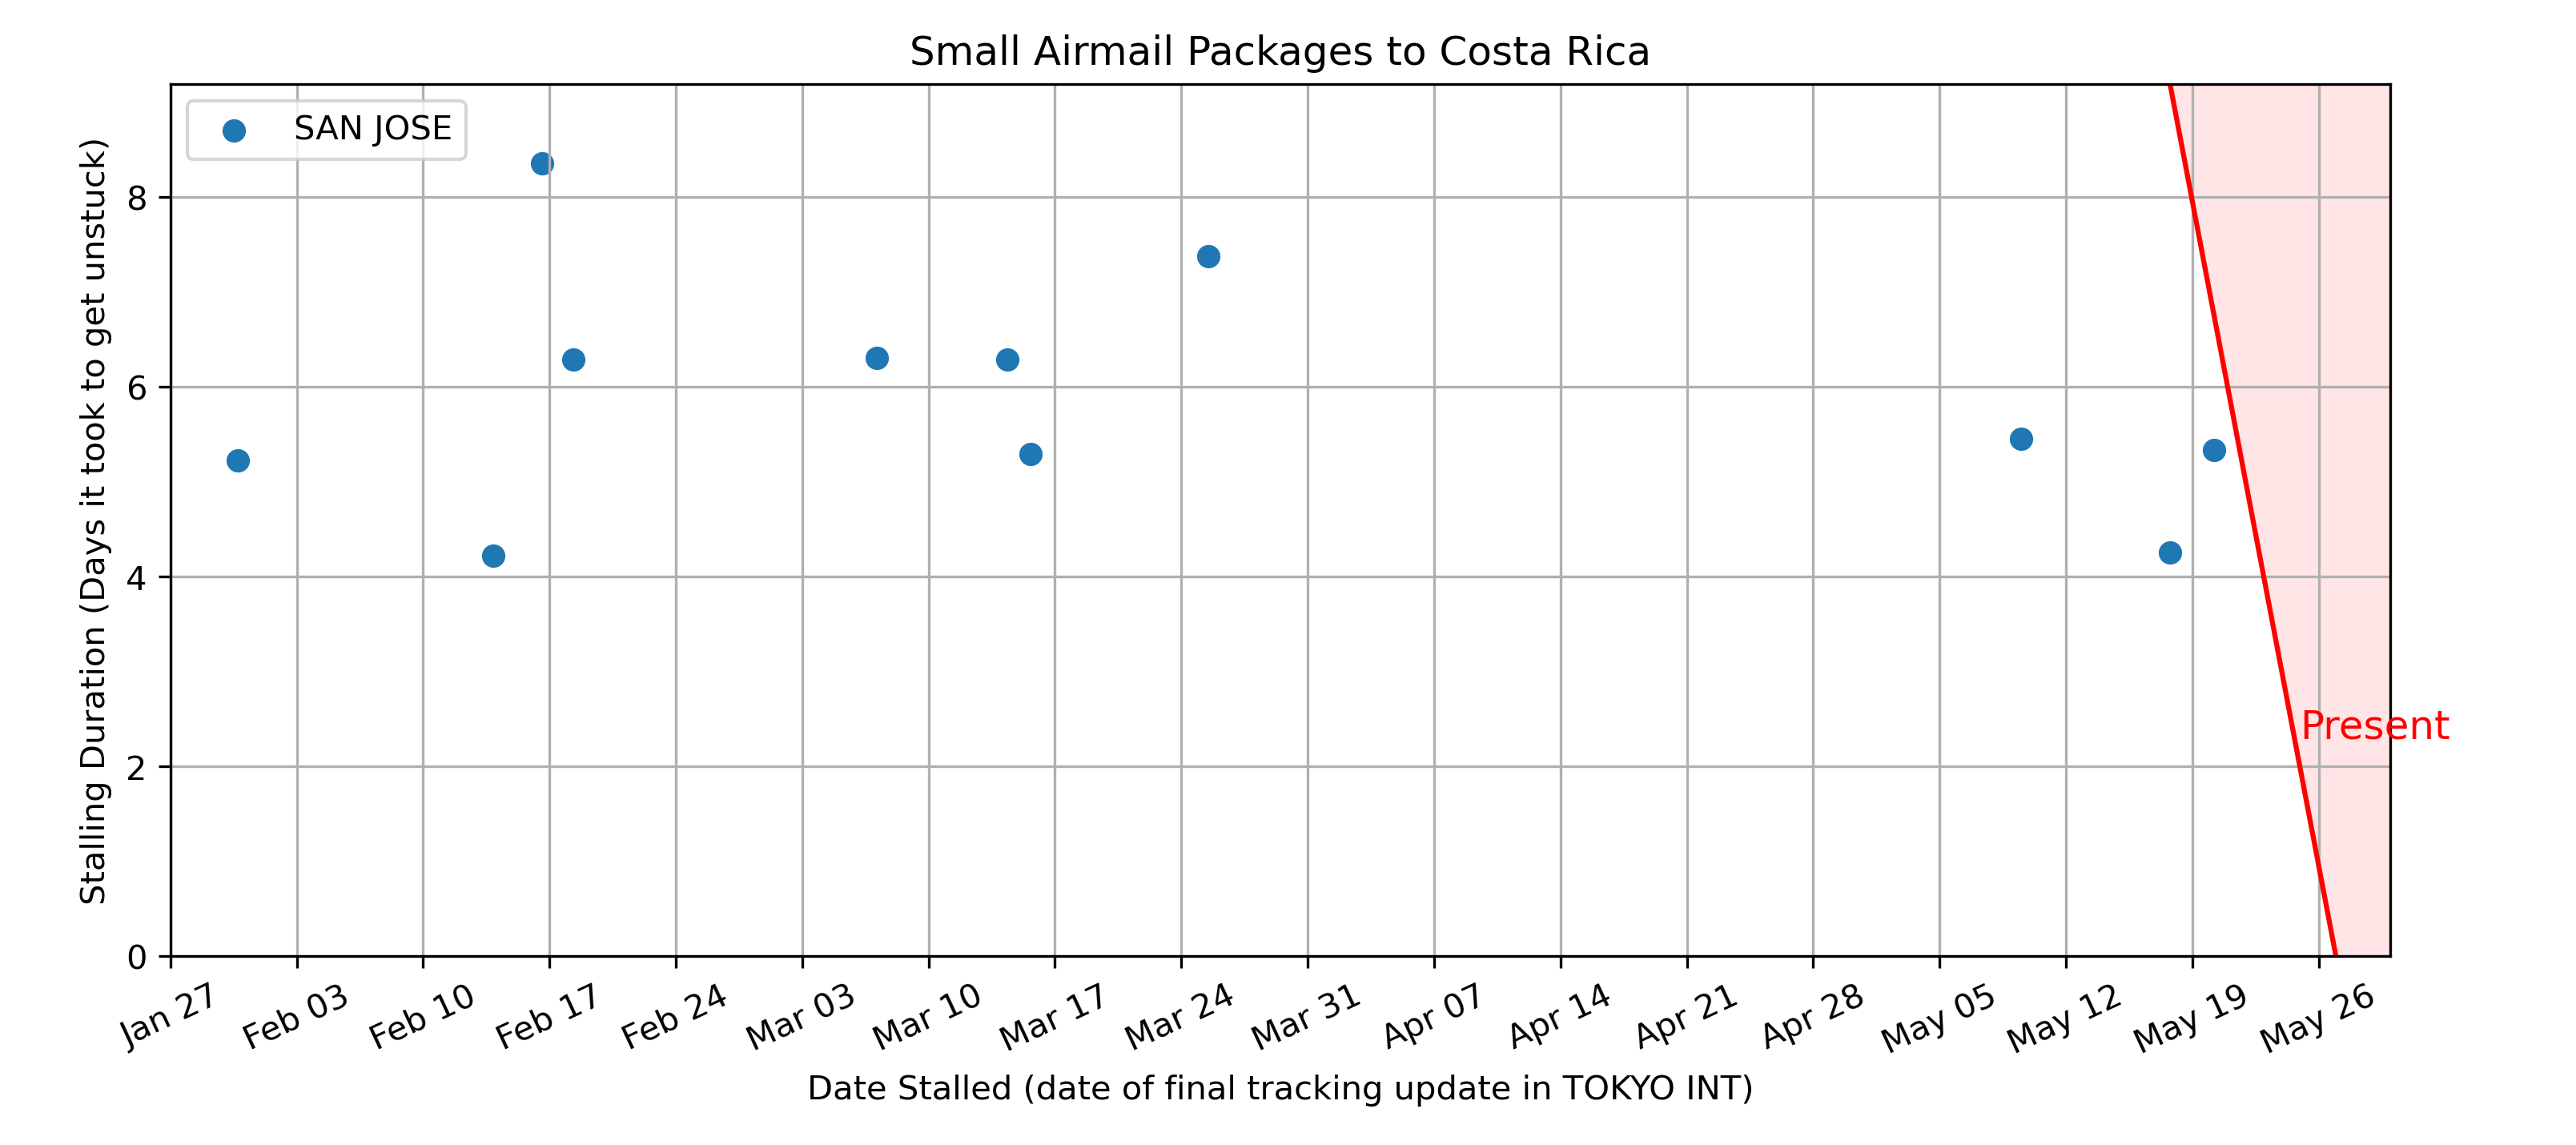 Small Airmail Packages to Costa Rica
SAN JOSE
Stalling Duration (Days it took to get unstuck)
8
6
4
2
0
Present
Jan 27 Feb 03 Feb 10 Feb 17 Feb 24 Mar 03 Mar 10 Mar 17 Mar 24 Mar 31 Apr 07 Apr 14 Apr 21 Apr 28 May 05 May 12 May 19 May 26
Date Stalled (date of final tracking update in TOKYO INT)